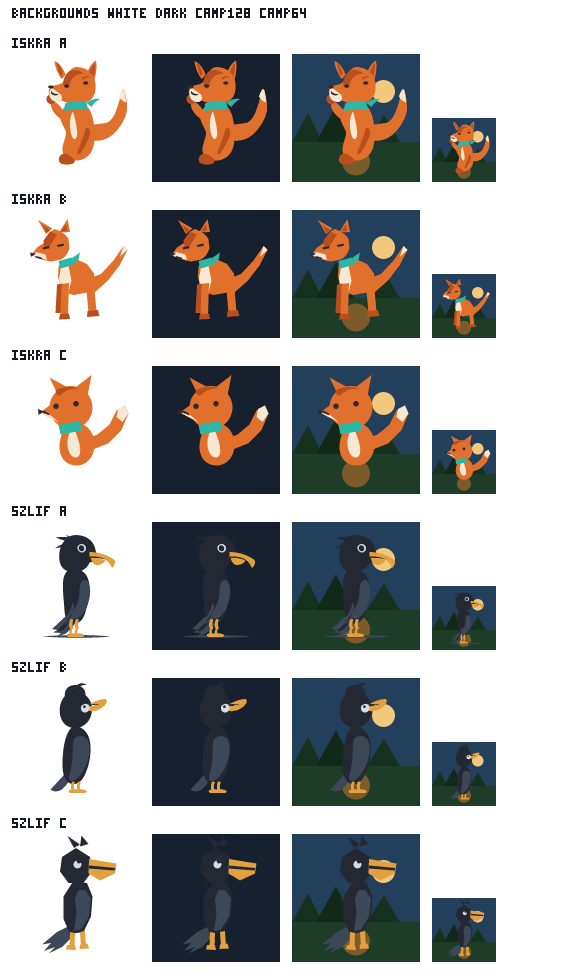 BACKGROUNDS WHITE DARK CAMP128 CAMP64
ISKRA A
ISKRA B
ISKRA C
SZLIF A
SZLIF B
SZLIF C